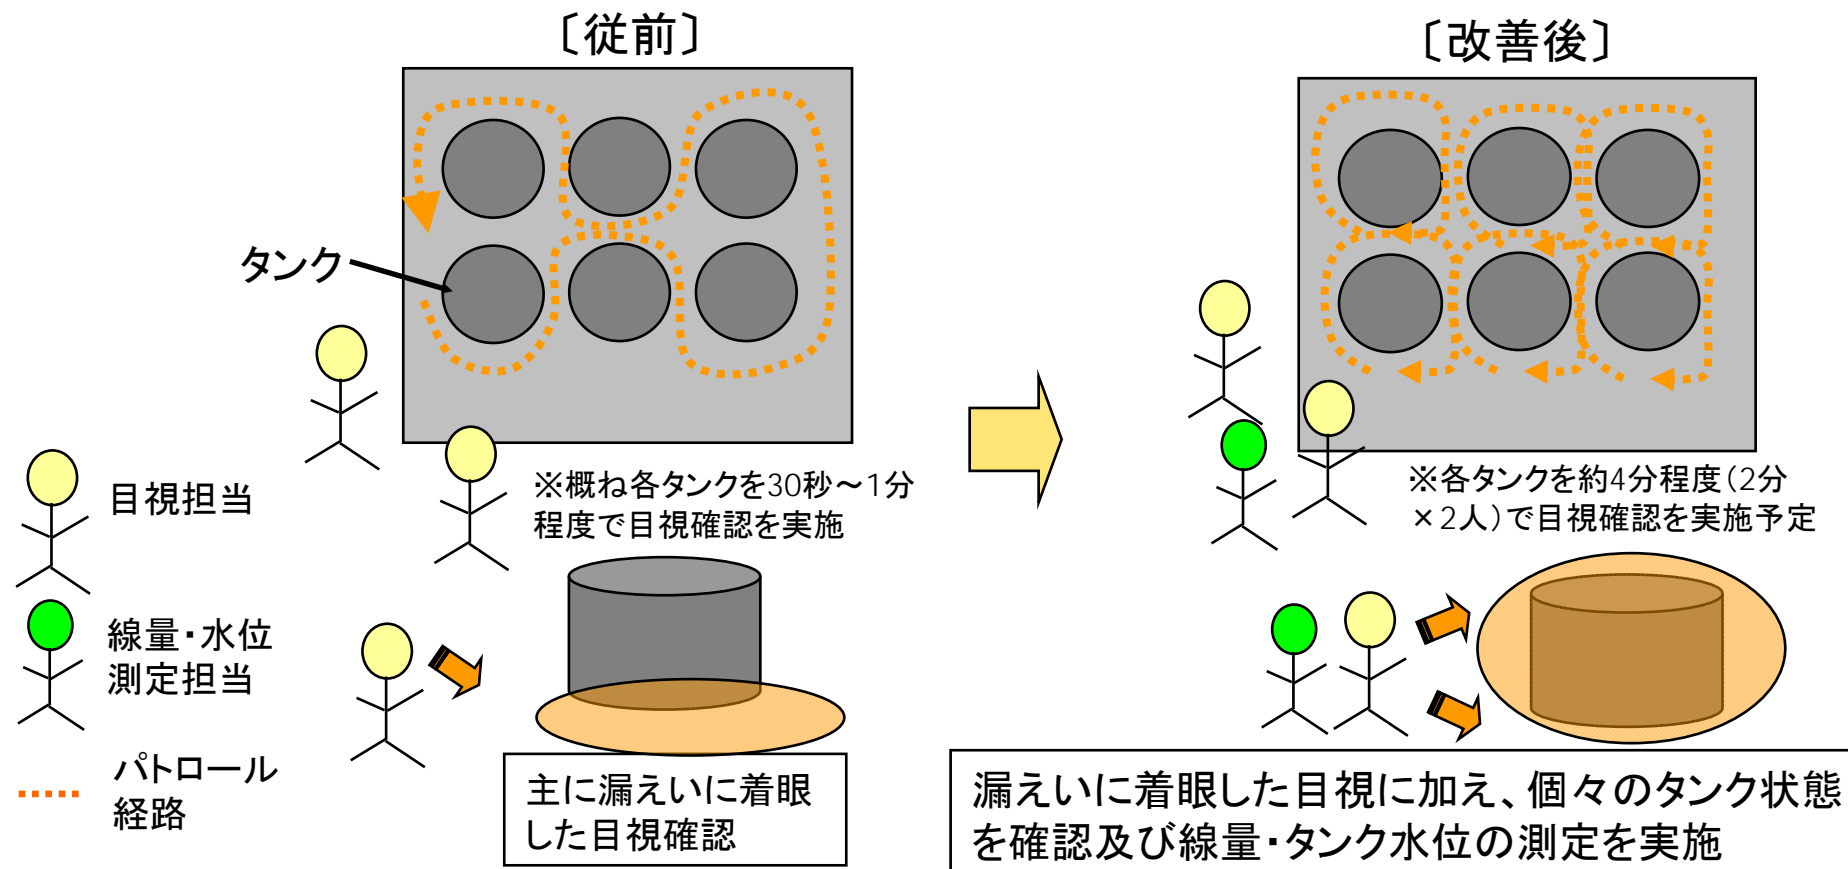 〔従前〕
タンク
※概ね各タンクを30秒～1分
程度で目視確認を実施
主に漏えいに着眼
した目視確認
目視担当
線量・水位
測定担当
パトロール
経路
〔改善後〕
※各タンクを約4分程度（2分
×2人）で目視確認を実施予定
漏えいに着眼した目視に加え、個々のタンク状態
を確認及び線量・タンク水位の測定を実施